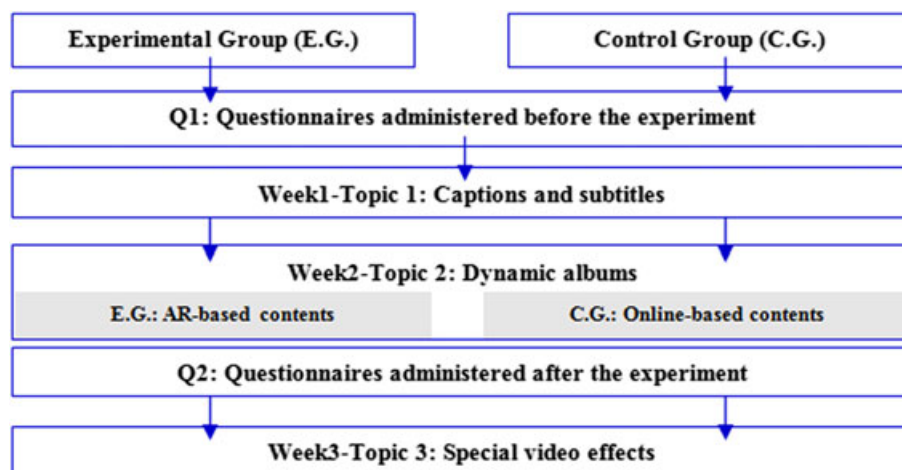 Experimental Group (E.G.)
Control Group (C.G.)
Q1: Questionnaires administered before the experiment
Week1-Topic 1: Captions and subtitles
Week2-Topic 2: Dynamic albums
E.G.: AR-based contents
C.G.: Online-based contents
Q2: Questionnaires administered after the experiment
Week3-Topic 3: Special video effects